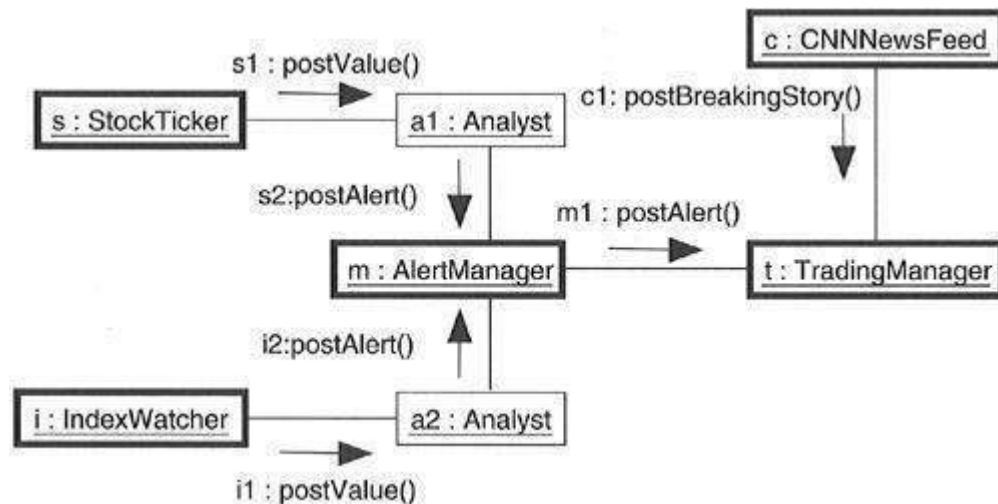 c : CNNNewsFeed
s1 : postValue()
c1: postBreakingStory()
s : StockTicker
a1 : Analyst
s2:postAlert()
m1 : postAlert()
m : AlertManager
t : TradingManager
i2:postAlert()
i : IndexWatcher
a2 : Analyst
i1 : postValue()